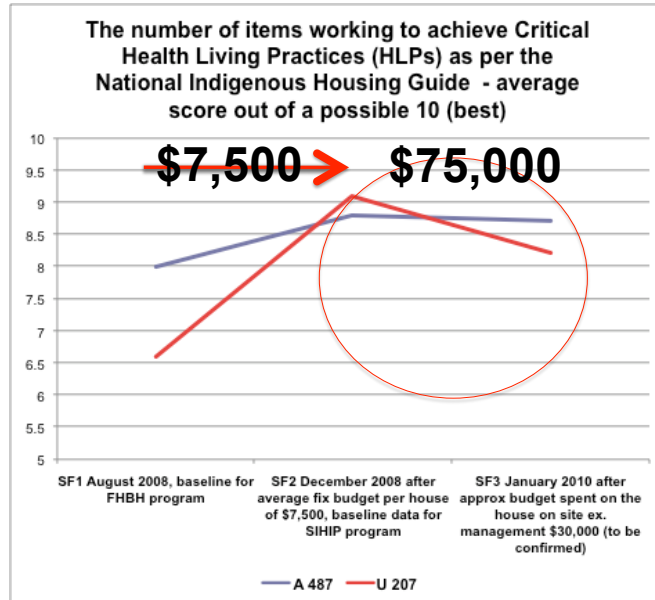 The number of items working to achieve Critical
Health Living Practices (HLPs) as per the
National Indigenous Housing Guide - average
score out of a possible 10 (best)
10
9.5
9
8.5
8
7.5
7
6.5
6
5.5
5
$7,500
$75,000
SF1 August 2008, baseline for
FHBH program
SF2 December 2008 after
average fix budget per house
of $7,500, baseline data for
SIHIP program
SF3 January 2010 after
approx budget spent on the
house on site ex.
management $30,000 (to be
confirmed)
A 487
U 207